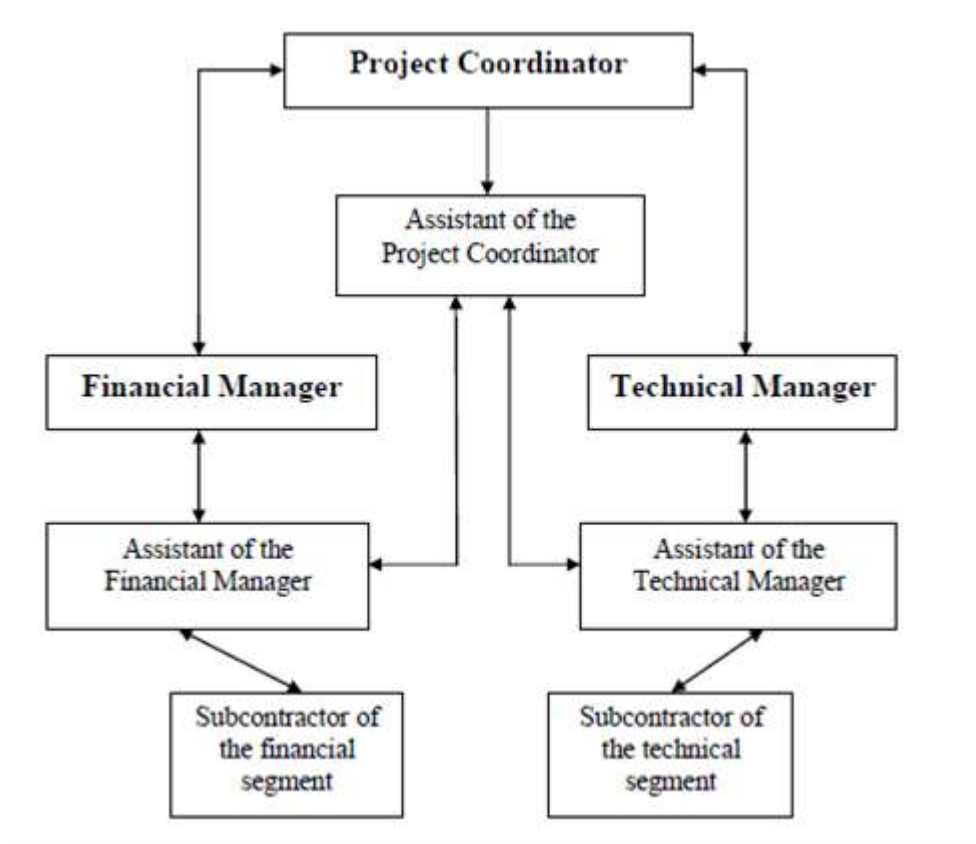 Project Coordinator
Assistant of the
Project Coordinator
Financial Manager
Technical Manager
Assistant of the
Financial Manager
Assistant of the
Technical Manager
Subcontractor of
the financial
segment
Subcontractor of
the technical
segment